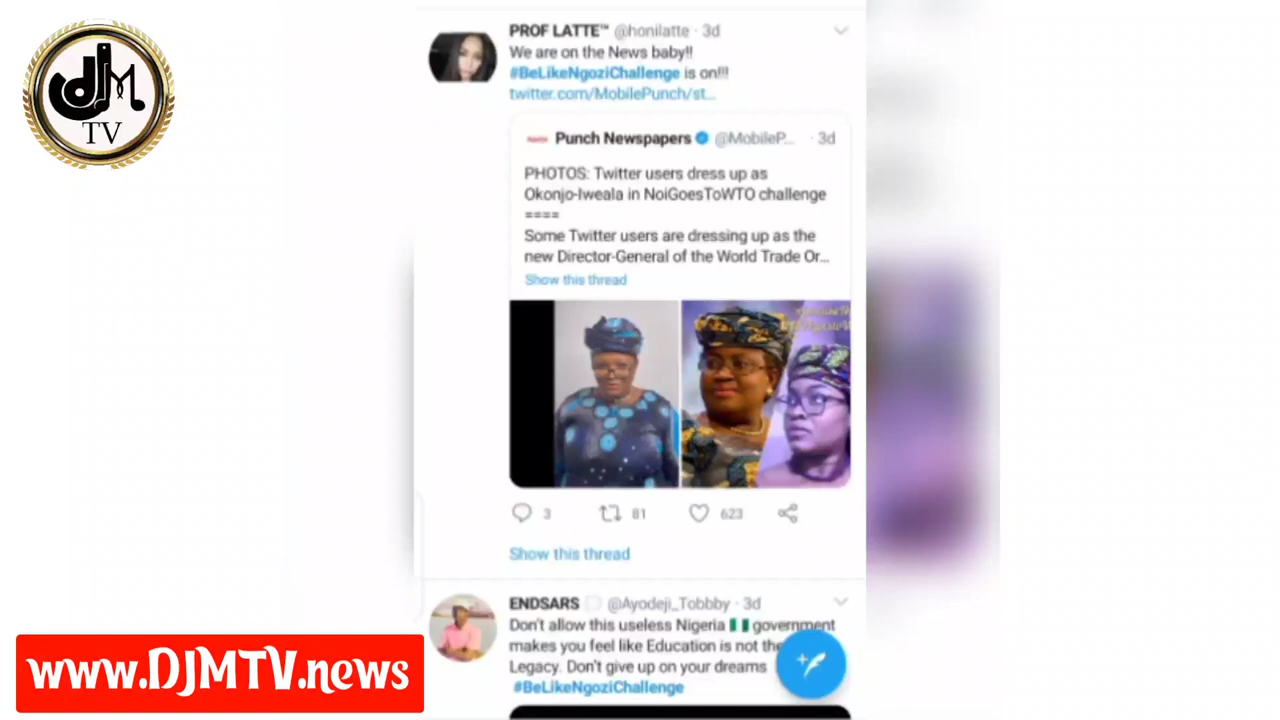 djM
TV
PROF LATTE™ @honilatte · 3d
We are on the News baby!!
#BeLikeNgoziChallenge is on!!!
twitter.com/MobilePunch/st...
Punch Newspapers @MobileP... · 3d
PHOTOS: Twitter users dress up as
Okonjo-Iweala in NoiGoesToWTO challenge
====
Some Twitter users are dressing up as the
new Director-General of the World Trade Or...
Show this thread
3 81 623
Show this thread
ENDSARS @Ayodeji_Tobbby · 3d
Don't allow this useless Nigeria government
makes you feel like Education is not the
Legacy. Don't give up on your dreams
#BeLikeNgoziChallenge
www.DJMTV.news